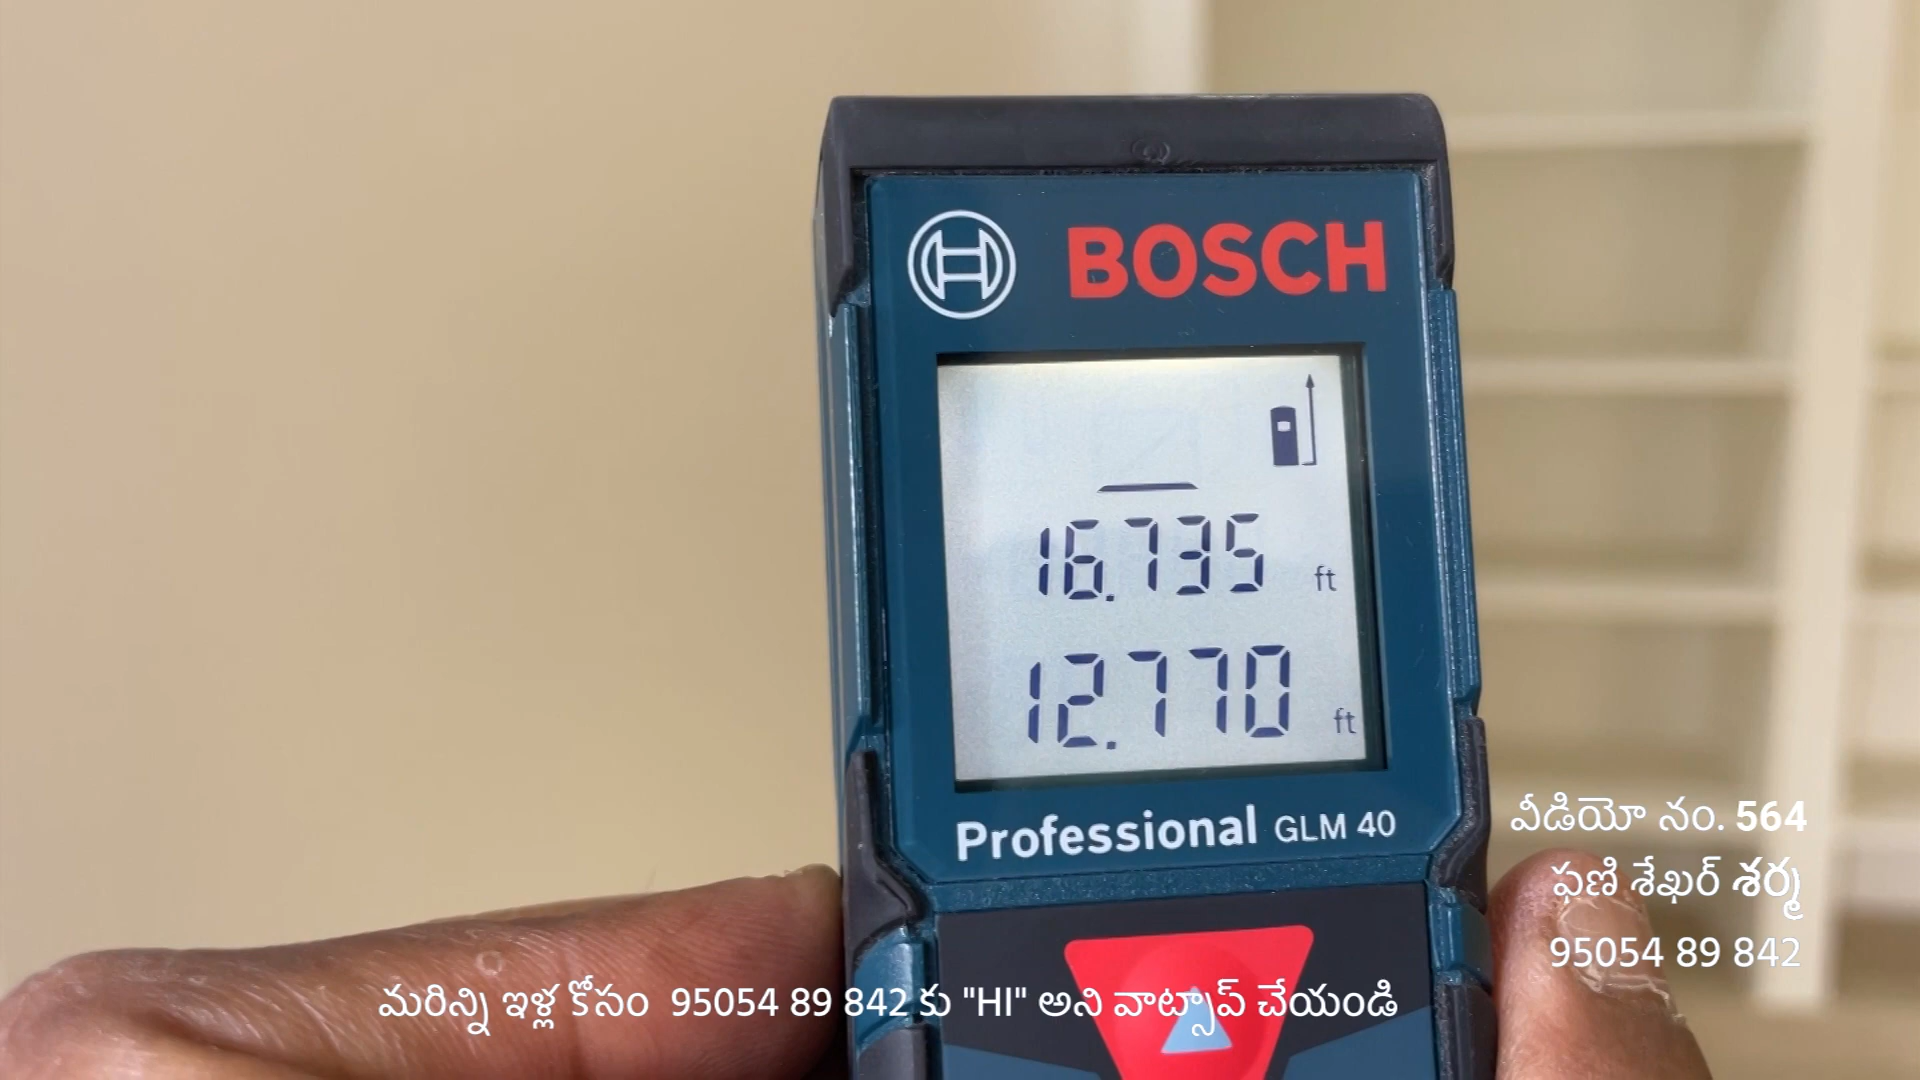 BOSCH
16.735 ft
12.770 ft
Professional GLM 40
వీడియో నం. 564
ఫణి శేఖర్ శర్మ
95054 89 842
మరిన్ని ఇళ్ల కోసం 95054 89 842 కు "HI" అని వాట్సాప్ చేయండి